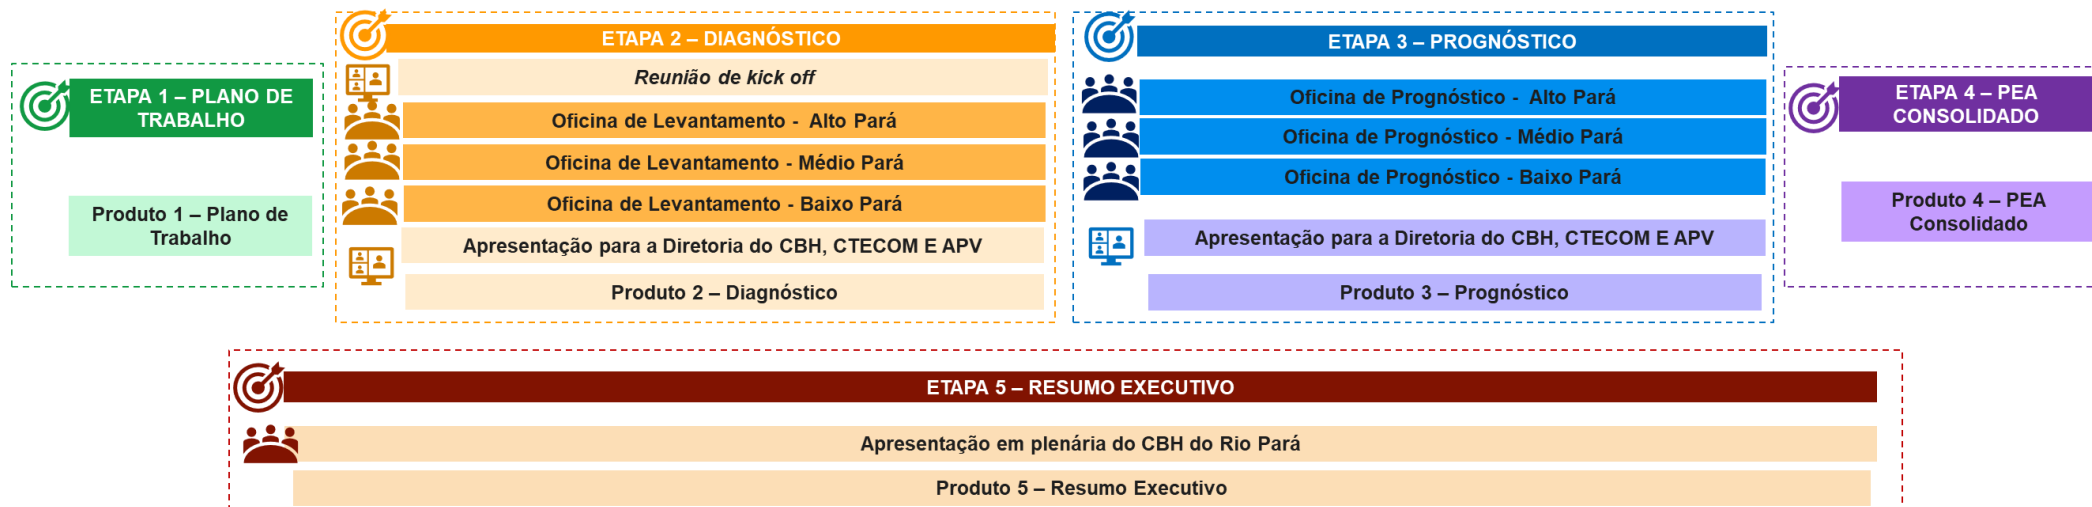 ETAPA 1 – PLANO DE
TRABALHO
Produto 1 – Plano de
Trabalho
ETAPA 2 – DIAGNÓSTICO
Reunião de kick off
Oficina de Levantamento - Alto Pará
Oficina de Levantamento - Médio Pará
Oficina de Levantamento - Baixo Pará
Apresentação para a Diretoria do CBH, CTECOM E APV
Produto 2 – Diagnóstico
ETAPA 3 – PROGNÓSTICO
Oficina de Prognóstico - Alto Pará
Oficina de Prognóstico - Médio Pará
Oficina de Prognóstico - Baixo Pará
Apresentação para a Diretoria do CBH, CTECOM E APV
Produto 3 – Prognóstico
ETAPA 4 – PEA
CONSOLIDADO
Produto 4 – PEA
Consolidado
ETAPA 5 – RESUMO EXECUTIVO
Apresentação em plenária do CBH do Rio Pará
Produto 5 – Resumo Executivo